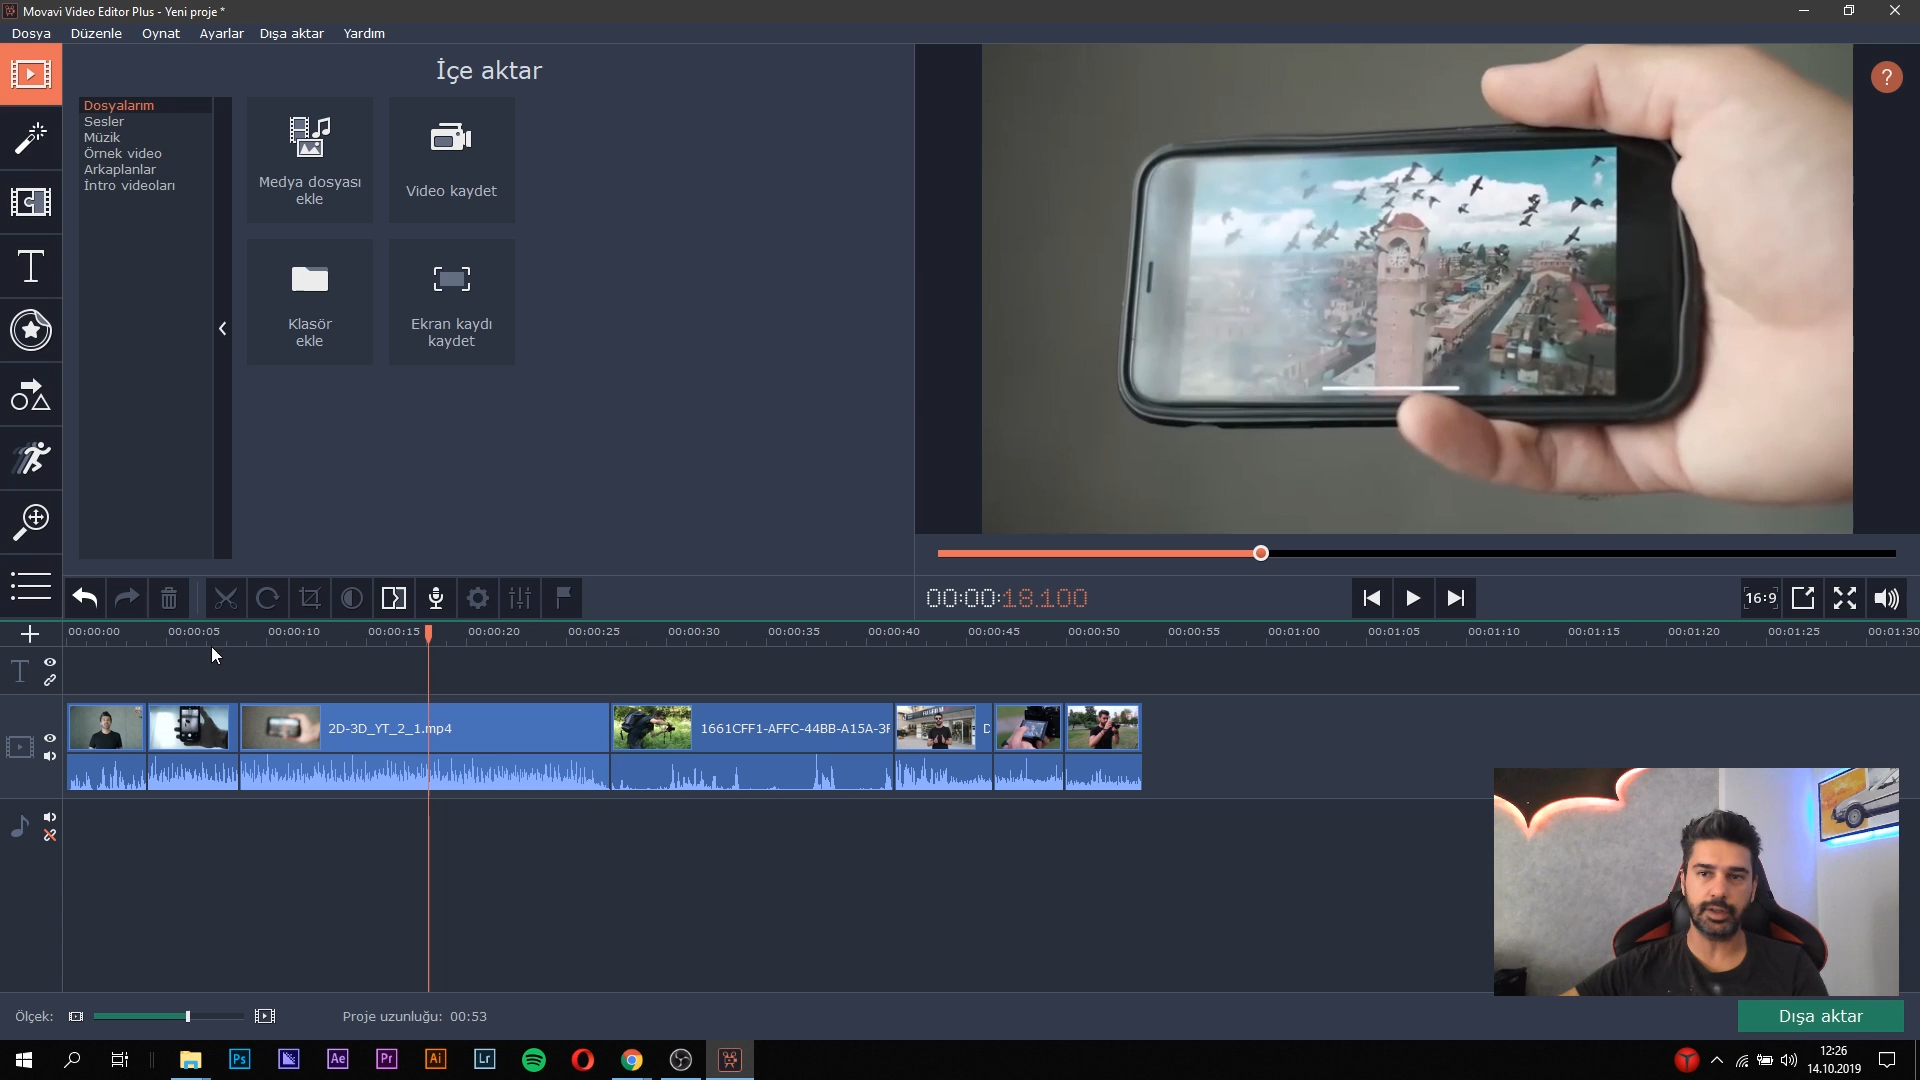 Movavi Video Editor Plus - Yeni proje *
Dosya Düzenle Oynat Ayarlar Dışa aktar Yardım
İçe aktar
Dosyalarım
Sesler
Müzik
Örnek video
Arkaplanlar
İntro videoları
Medya dosyası
ekle
Video kaydet
Klasör
ekle
Ekran kaydı
kaydet
?
00:00:18.100
16:9
00:00:00 00:00:05 00:00:10 00:00:15 00:00:20 00:00:25 00:00:30 00:00:35 00:00:40 00:00:45 00:00:50 00:00:55 00:01:00 00:01:05 00:01:10 00:01:15 00:01:20 00:01:25 00:01:30
2D-3D_YT_2_1.mp4
1661CFF1-AFFC-44BB-A15A-3F
D
Ölçek:
Proje uzunluğu: 00:53
Dışa aktar
Ps Ae Pr Ai Lr
12:26
14.10.2019